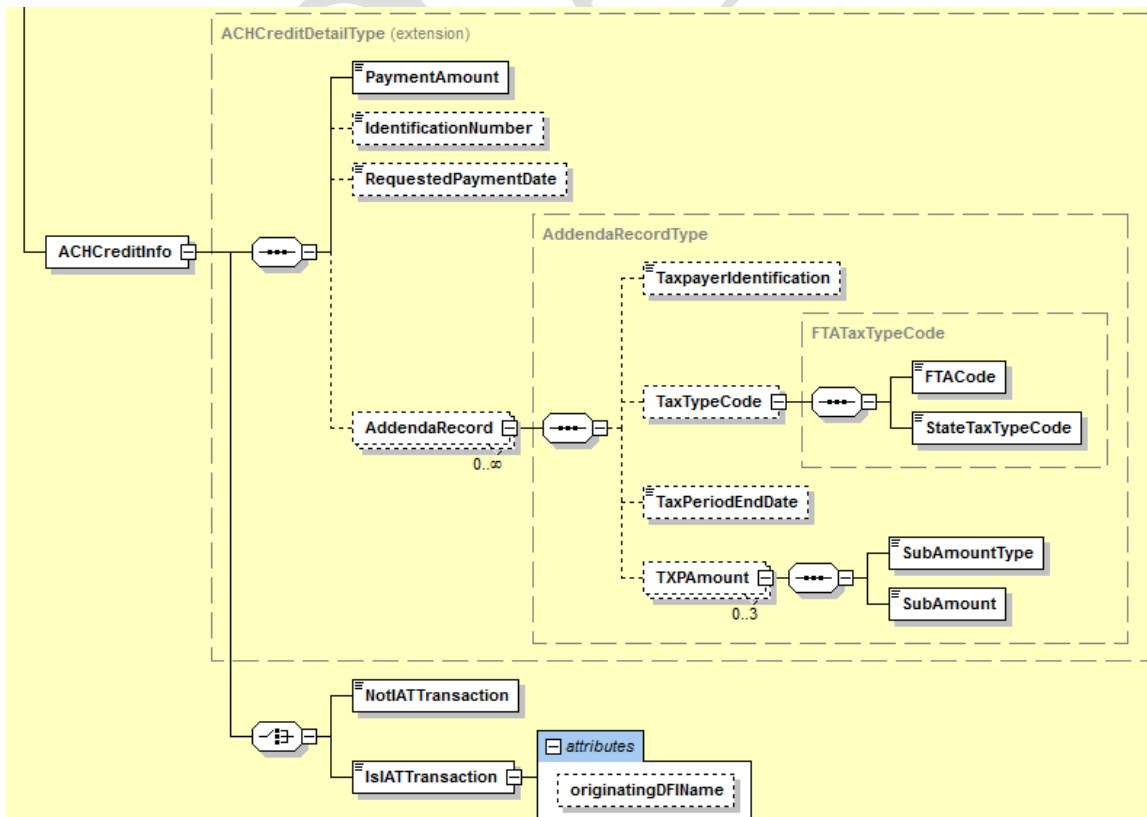 ACHCreditDetailType (extension)
PaymentAmount
IdentificationNumber
RequestedPaymentDate
ACHCreditInfo
AddendaRecordType
TaxpayerIdentification
FTATaxTypeCode
FTACode
TaxTypeCode
StateTaxTypeCode
AddendaRecord
0..∞
TaxPeriodEndDate
SubAmountType
TXPAmount
SubAmount
0..3
NotIATTransaction
attributes
IsIATTransaction
originatingDFIName